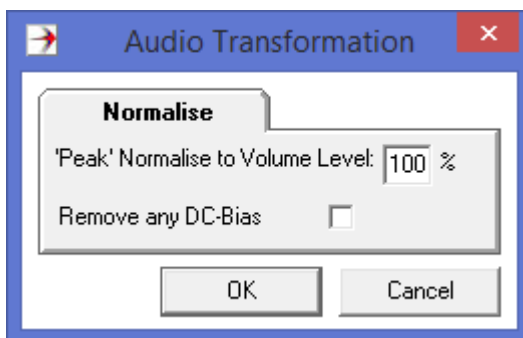 Audio Transformation
Normalise
'Peak' Normalise to Volume Level: 100 %
Remove any DC-Bias
OK Cancel